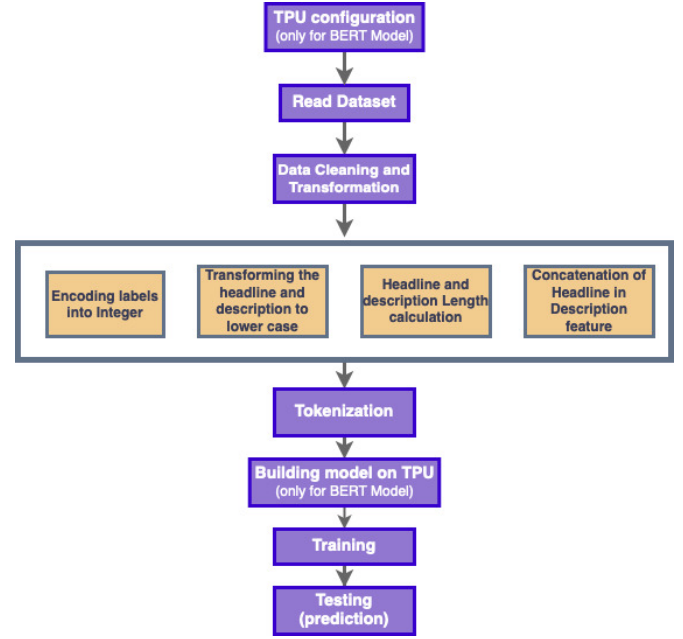 TPU configuration
(only for BERT Model)
Read Dataset
Data Cleaning and
Transformation
Encoding labels
into Integer
Transforming the
headline and
description to
lower case
Headline and
description Length
calculation
Concatenation of
Headline in
Description
feature
Tokenization
Building model on TPU
(only for BERT Model)
Training
Testing
(prediction)